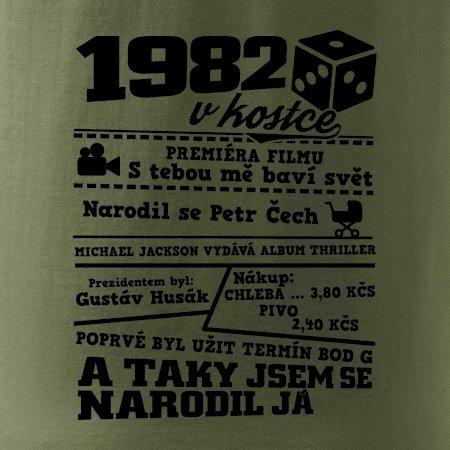 1982
v kostce
PREMIÉRA FILMU
S tebou mě baví svět
Narodil se Petr Čech
MICHAEL JACKSON VYDÁVÁ ALBUM THRILLER
Prezidentem byl:
Gustáv Husák
Nákup:
CHLEBA ... 3,80 KČS
PIVO
2,40 KČS
POPRVÉ BYL UŽIT TERMÍN BOD G
A TAKY JSEM SE
NARODIL JÁ